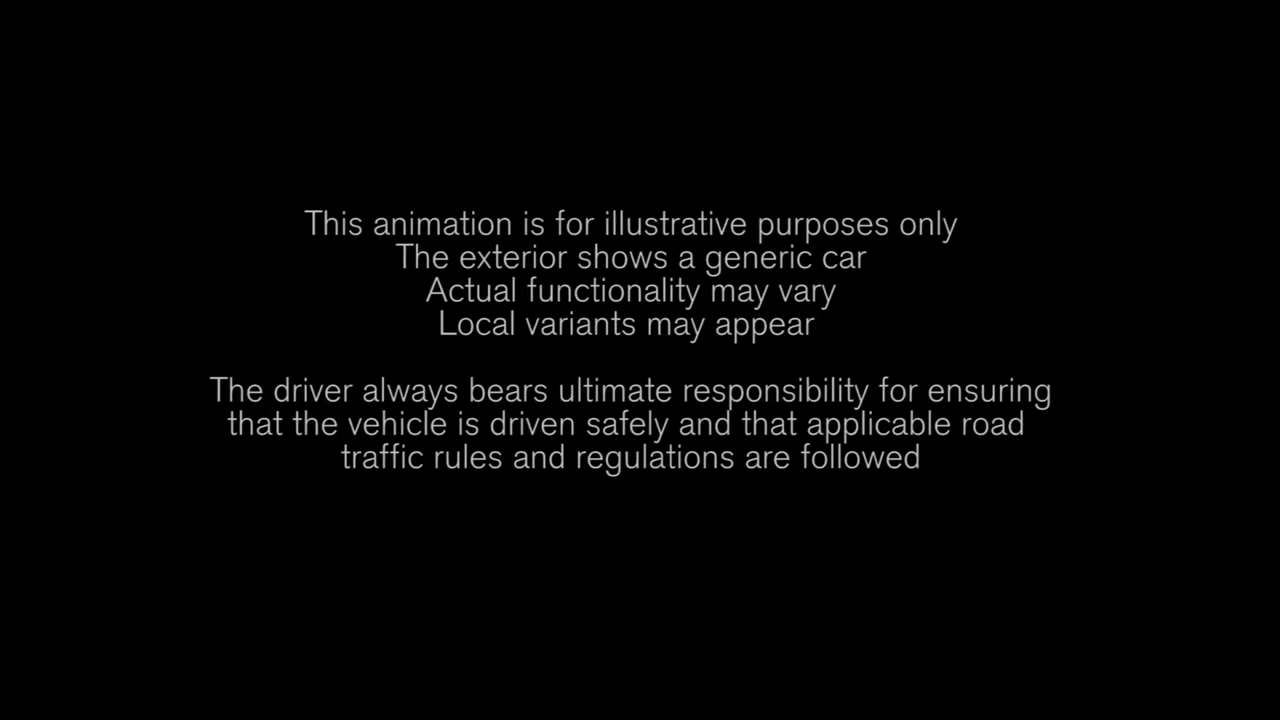 This animation is for illustrative purposes only
The exterior shows a generic car
Actual functionality may vary
Local variants may appear
The driver always bears ultimate responsibility for ensuring
that the vehicle is driven safely and that applicable road
traffic rules and regulations are followed